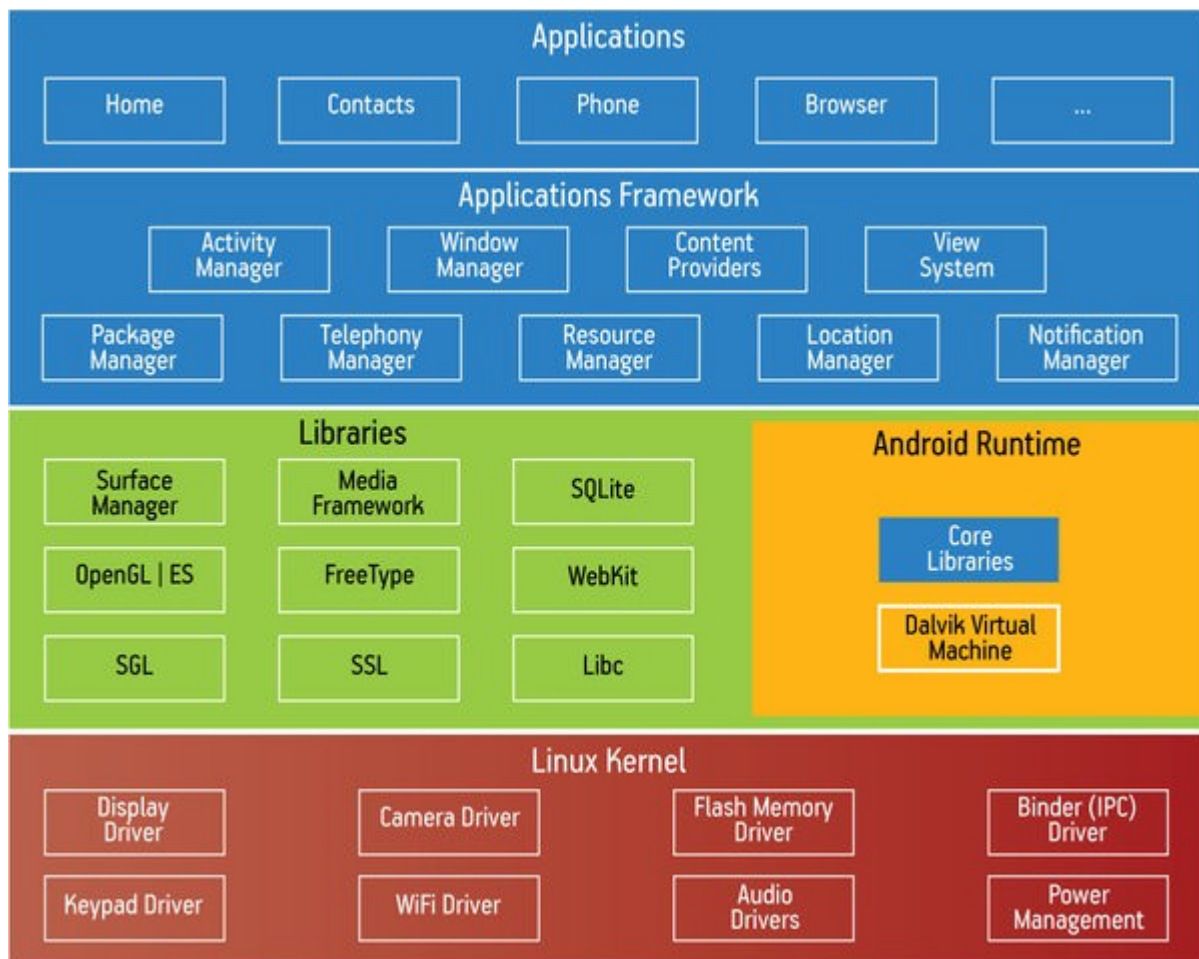 Applications
Home
Contacts
Phone
Browser
...
Applications Framework
Activity
Manager
Window
Manager
Content
Providers
View
System
Package
Manager
Telephony
Manager
Resource
Manager
Location
Manager
Notification
Manager
Libraries
Surface
Manager
Media
Framework
SQLite
OpenGL | ES
FreeType
WebKit
SGL
SSL
Libc
Android Runtime
Core
Libraries
Dalvik Virtual
Machine
Linux Kernel
Display
Driver
Camera Driver
Flash Memory
Driver
Binder (IPC)
Driver
Keypad Driver
WiFi Driver
Audio
Drivers
Power
Management